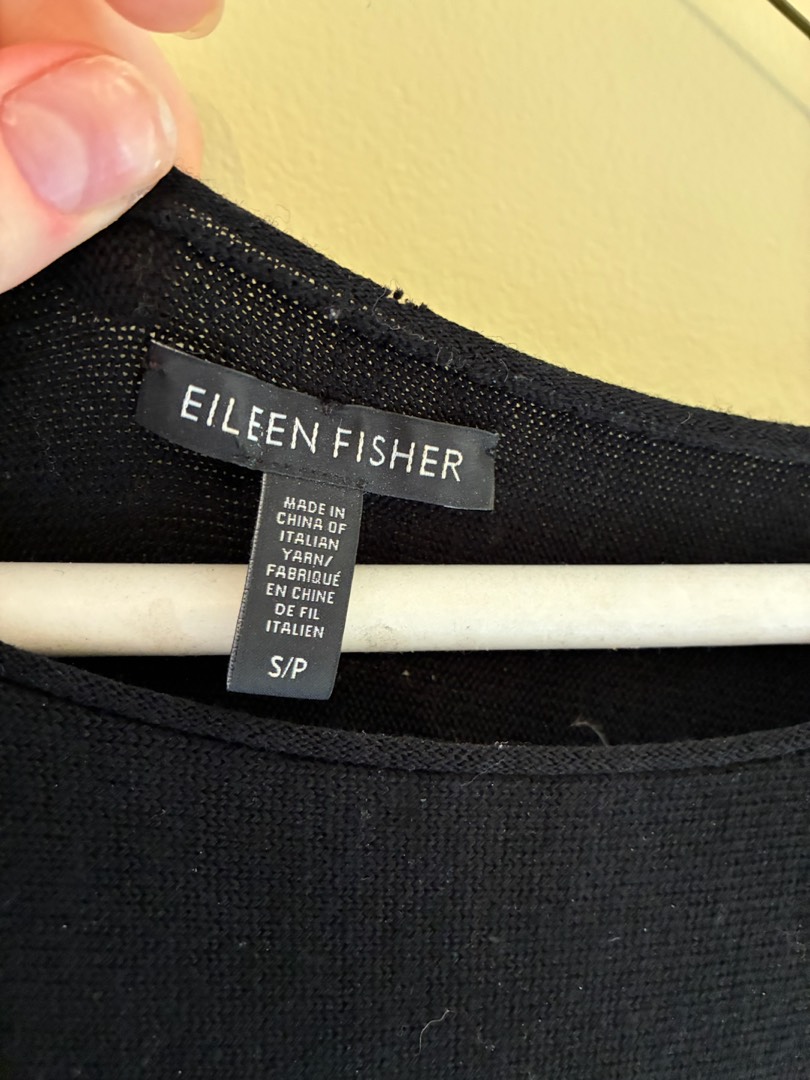 EILEEN FISHER
MADE IN
CHINA OF
ITALIAN
YARN/
FABRIQUÉ
EN CHINE
DE FIL
ITALIEN
S/P